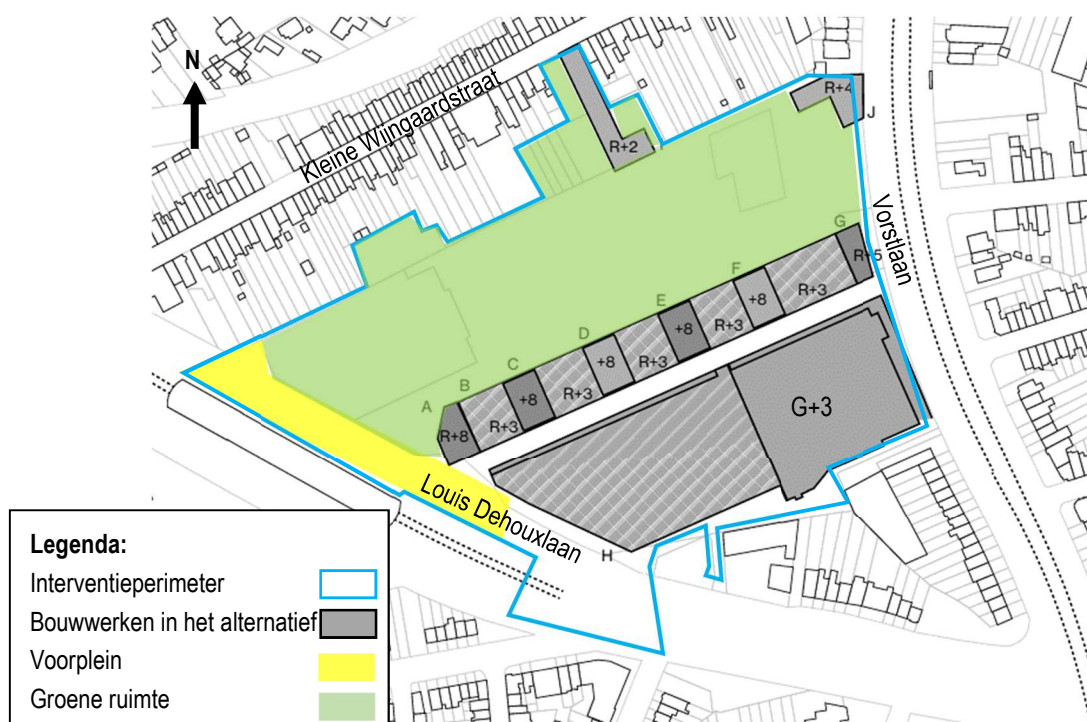 N
Kleine Wijngaardstraat
R+2
I
R+4
J
Vorstlaan
G
R+5
F
+8
R+3
E
+8
R+3
D
+8
R+3
C
+8
R+3
B
R+3
A
R+8
G+3
H
Louis Dehouxlaan
Legenda:
Interventieperimeter
Bouwwerken in het alternatief
Voorplein
Groene ruimte